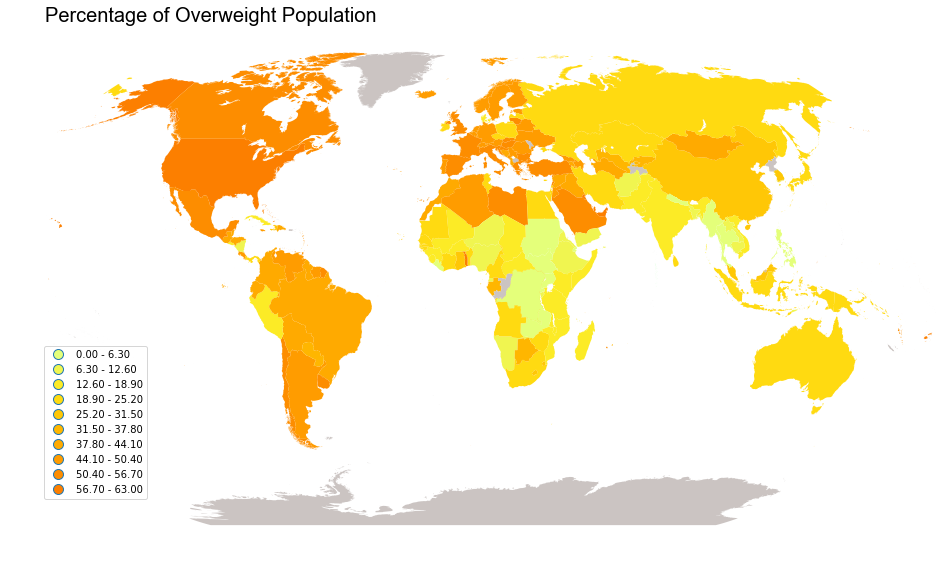 Percentage of Overweight Population
0.00 - 6.30
6.30 - 12.60
12.60 - 18.90
18.90 - 25.20
25.20 - 31.50
31.50 - 37.80
37.80 - 44.10
44.10 - 50.40
50.40 - 56.70
56.70 - 63.00